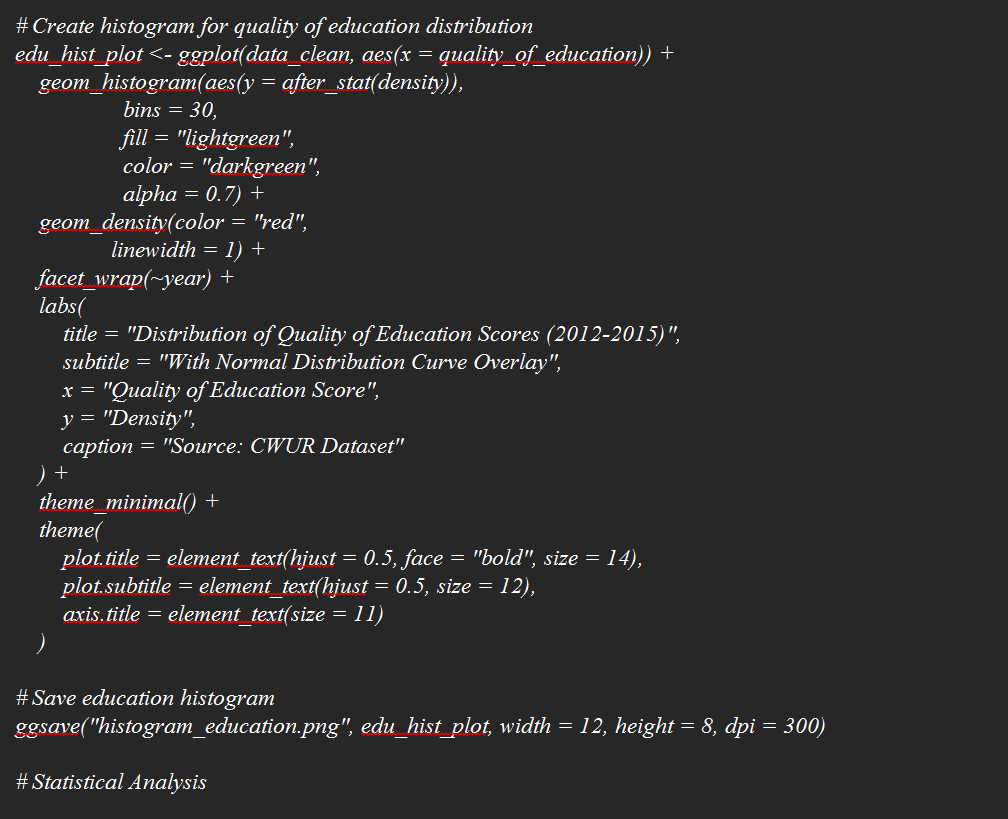 # Create histogram for quality of education distribution
edu_hist_plot <- ggplot(data_clean, aes(x = quality_of_education)) +
geom_histogram(aes(y = after_stat(density)),
bins = 30,
fill = "lightgreen",
color = "darkgreen",
alpha = 0.7) +
geom_density(color = "red",
linewidth = 1) +
facet_wrap(~year) +
labs(
title = "Distribution of Quality of Education Scores (2012-2015)",
subtitle = "With Normal Distribution Curve Overlay",
x = "Quality of Education Score",
y = "Density",
caption = "Source: CWUR Dataset"
) +
theme_minimal() +
theme(
plot.title = element_text(hjust = 0.5, face = "bold", size = 14),
plot.subtitle = element_text(hjust = 0.5, size = 12),
axis.title = element_text(size = 11)
)
# Save education histogram
ggsave("histogram_education.png", edu_hist_plot, width = 12, height = 8, dpi = 300)
# Statistical Analysis